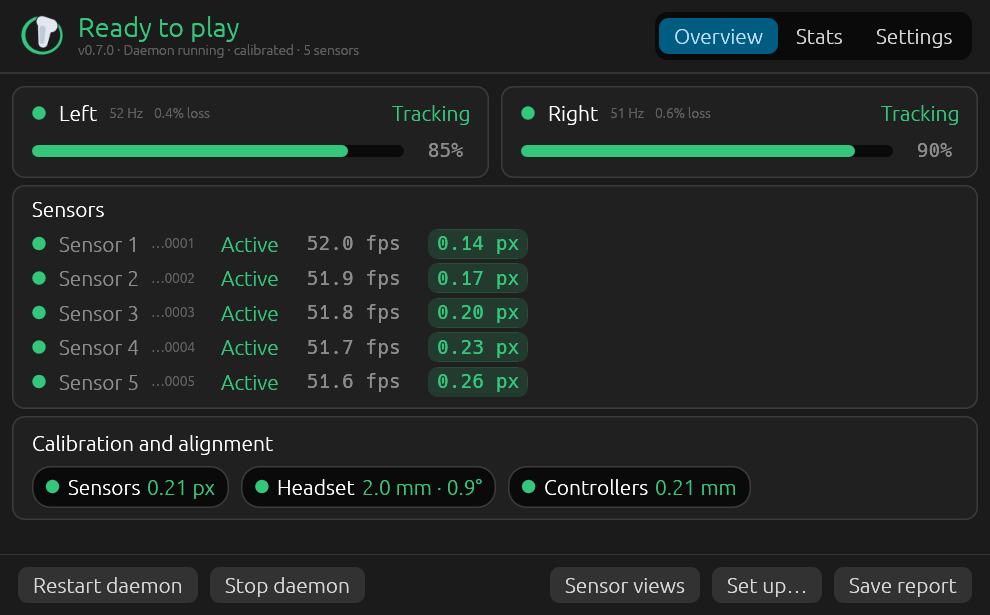 Ready to play
v0.7.0 · Daemon running · calibrated · 5 sensors
Overview Stats Settings
Left 52 Hz 0.4% loss Tracking
85%
Right 51 Hz 0.6% loss Tracking
90%
Sensors
Sensor 1 …0001 Active 52.0 fps 0.14 px
Sensor 2 …0002 Active 51.9 fps 0.17 px
Sensor 3 …0003 Active 51.8 fps 0.20 px
Sensor 4 …0004 Active 51.7 fps 0.23 px
Sensor 5 …0005 Active 51.6 fps 0.26 px
Calibration and alignment
Sensors 0.21 px Headset 2.0 mm · 0.9° Controllers 0.21 mm
Restart daemon Stop daemon Sensor views Set up… Save report